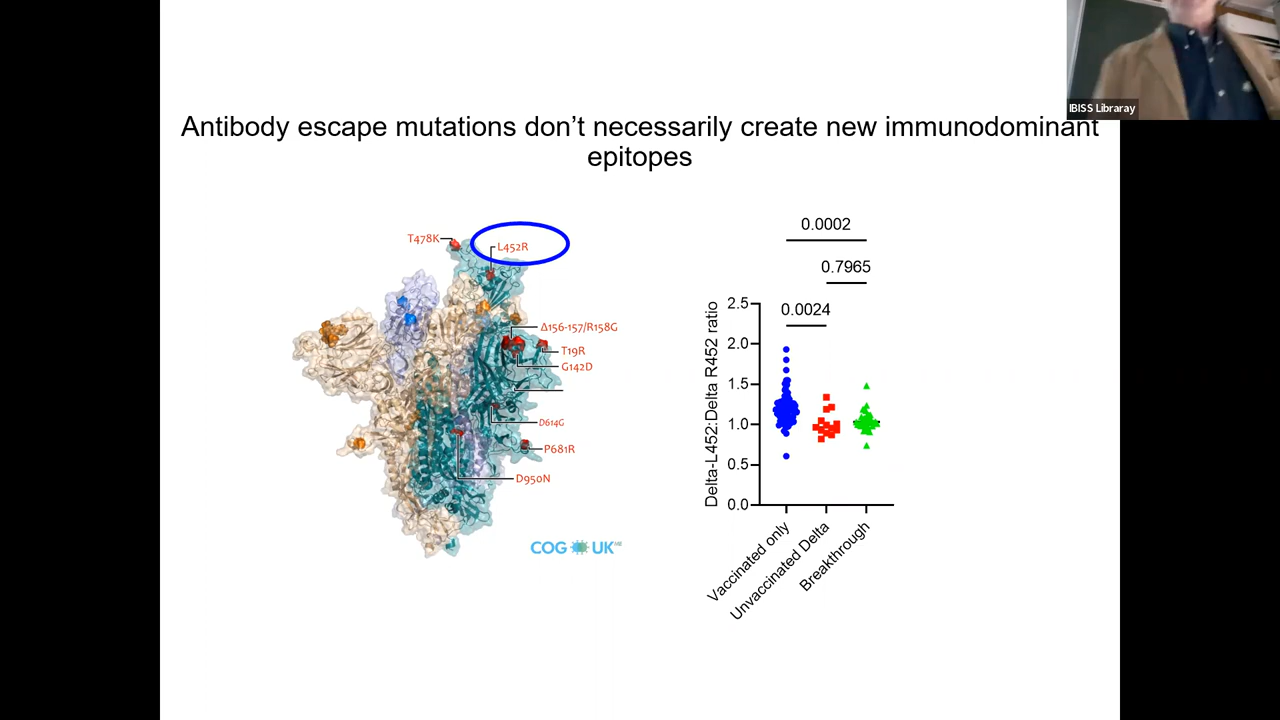 IBISS Libraray
Antibody escape mutations don't necessarily create new immunodominant
epitopes
T478K
L452R
Δ156-157/R158G
T19R
G142D
D614G
P681R
D950N
COG UK
0.0002
0.7965
0.0024
Delta-L452:Delta R452 ratio
2.5
2.0
1.5
1.0
0.5
0.0
Vaccinated only
Unvaccinated Delta
Breakthrough